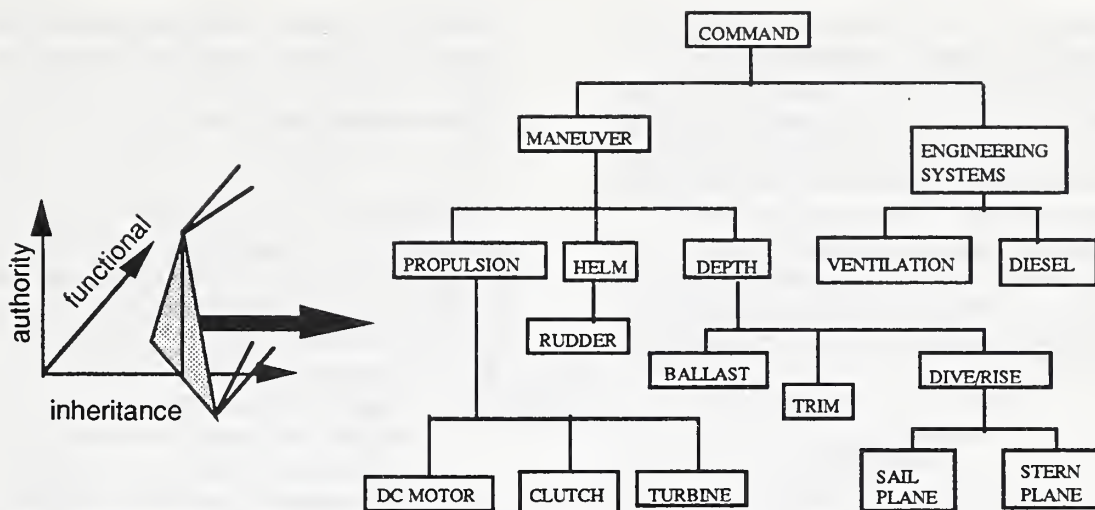 COMMAND
MANEUVER
ENGINEERING
SYSTEMS
authority
functional
inheritance
PROPULSION
HELM
DEPTH
VENTILATION
DIESEL
RUDDER
BALLAST
TRIM
DIVE/RISE
DC MOTOR
CLUTCH
TURBINE
SAIL
PLANE
STERN
PLANE